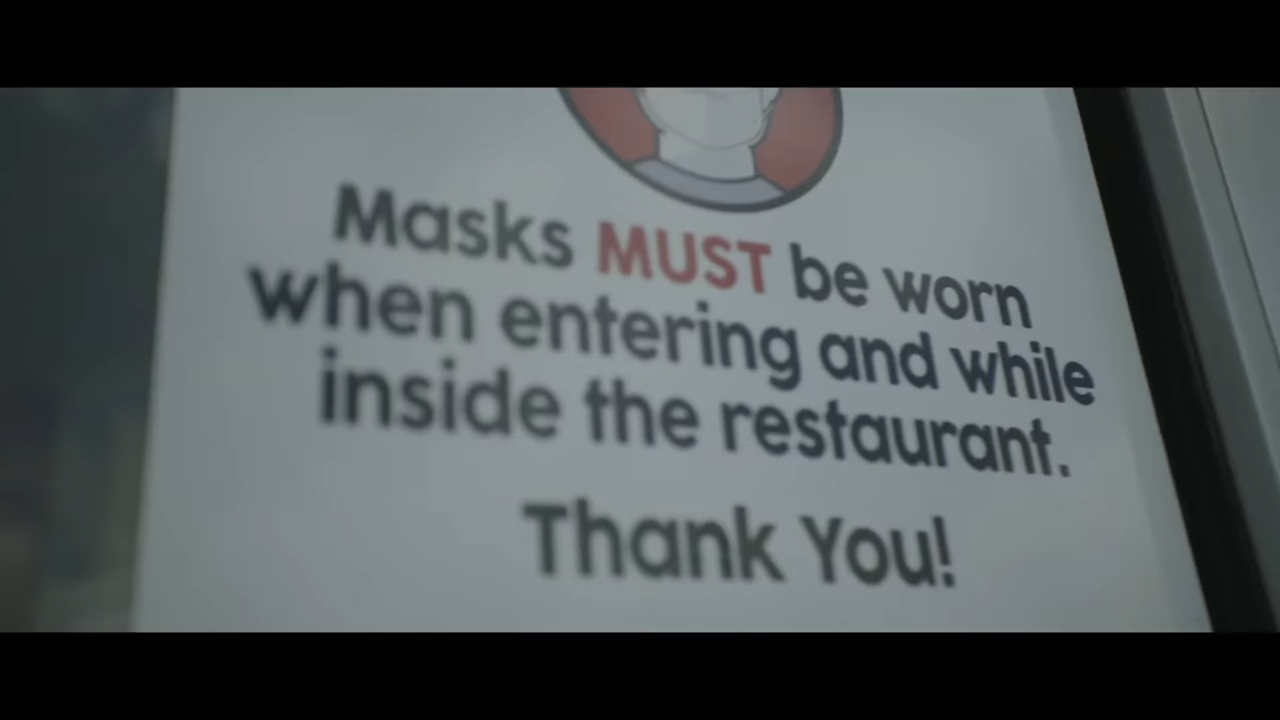 Masks MUST be worn
when entering and while
inside the restaurant.
Thank You!